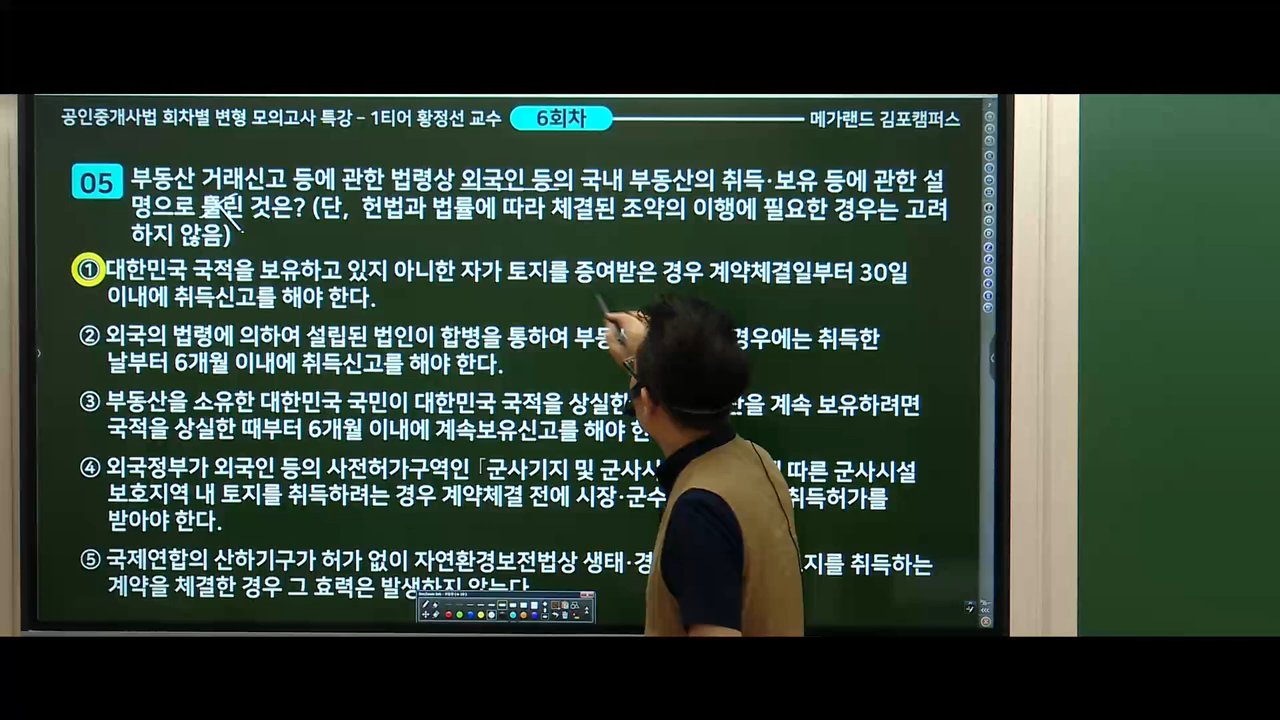 공인중개사법 회차별 변형 모의고사 특강 – 1티어 황정선 교수 6회차 메가랜드 김포캠퍼스
05 부동산 거래신고 등에 관한 법령상 외국인 등의 국내 부동산의 취득·보유 등에 관한 설
명으로 틀린 것은? (단, 헌법과 법률에 따라 체결된 조약의 이행에 필요한 경우는 고려
하지 않음)
① 대한민국 국적을 보유하고 있지 아니한 자가 토지를 증여받은 경우 계약체결일부터 30일
이내에 취득신고를 해야 한다.
② 외국의 법령에 의하여 설립된 법인이 합병을 통하여 경우에는 취득한
날부터 6개월 이내에 취득신고를 해야 한다.
③ 부동산을 소유한 대한민국 국민이 대한민국 국적을 상실한 계속 보유하려면
국적을 상실한 때부터 6개월 이내에 계속보유신고를 해야
④ 외국정부가 외국인 등의 사전허가구역인 「군사기지 및 따른 군사시설
보호지역 내 토지를 취득하려는 경우 계약체결 전에 시장·군수 취득허가를
받아야 한다.
⑤ 국제연합의 산하기구가 허가 없이 자연환경보전법상 생태·경 취득하는
계약을 체결한 경우 그 효력은 발생하지 않는다.